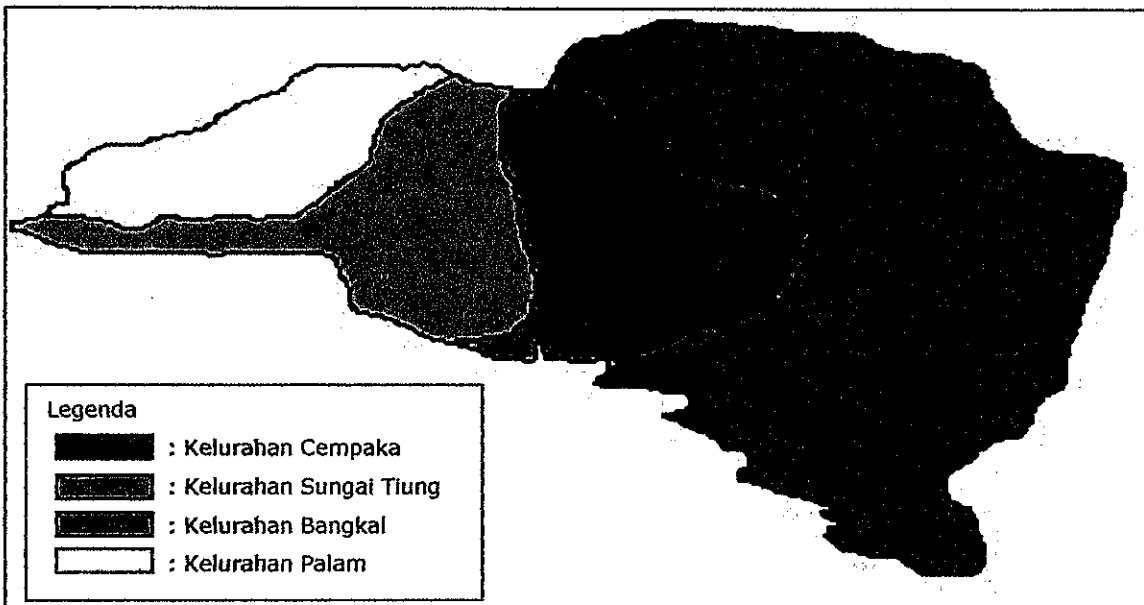 Legenda
: Kelurahan Cempaka
: Kelurahan Sungai Tiung
: Kelurahan Bangkal
: Kelurahan Palam